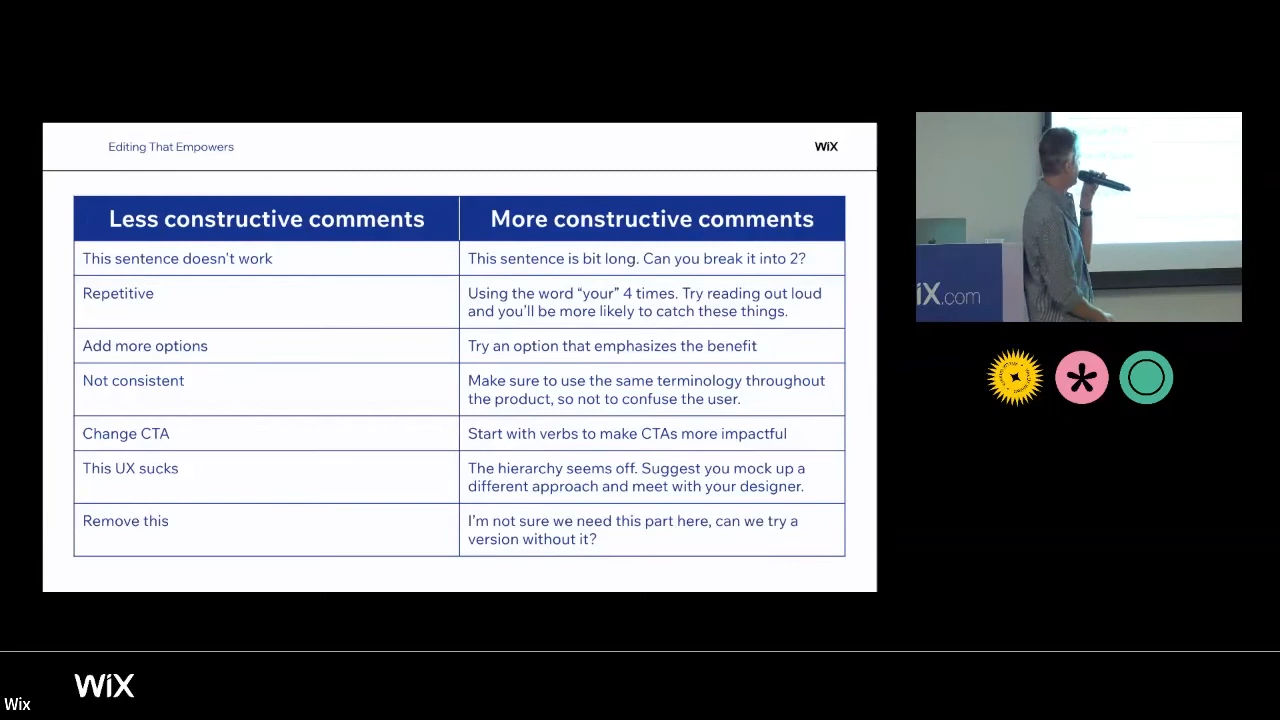 Editing That Empowers
WiX
Less constructive comments
More constructive comments
This sentence doesn't work
This sentence is bit long. Can you break it into 2?
Repetitive
Using the word “your” 4 times. Try reading out loud
and you’ll be more likely to catch these things.
Add more options
Try an option that emphasizes the benefit
Not consistent
Make sure to use the same terminology throughout
the product, so not to confuse the user.
Change CTA
Start with verbs to make CTAs more impactful
This UX sucks
The hierarchy seems off. Suggest you mock up a
different approach and meet with your designer.
Remove this
I’m not sure we need this part here, can we try a
version without it?
iX.com
WiX
Wix